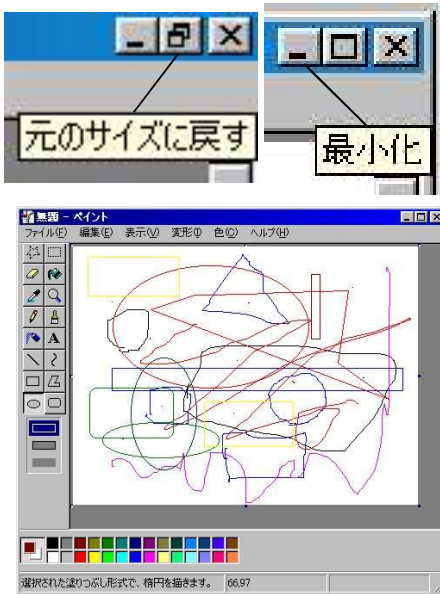 元のサイズに戻す
最小化
無題 - ペイント
ファイル(F) 編集(E) 表示(V) 変形(I) 色(C) ヘルプ(H)
A
選択された塗りつぶし形式で、楕円を描きます。 66,97